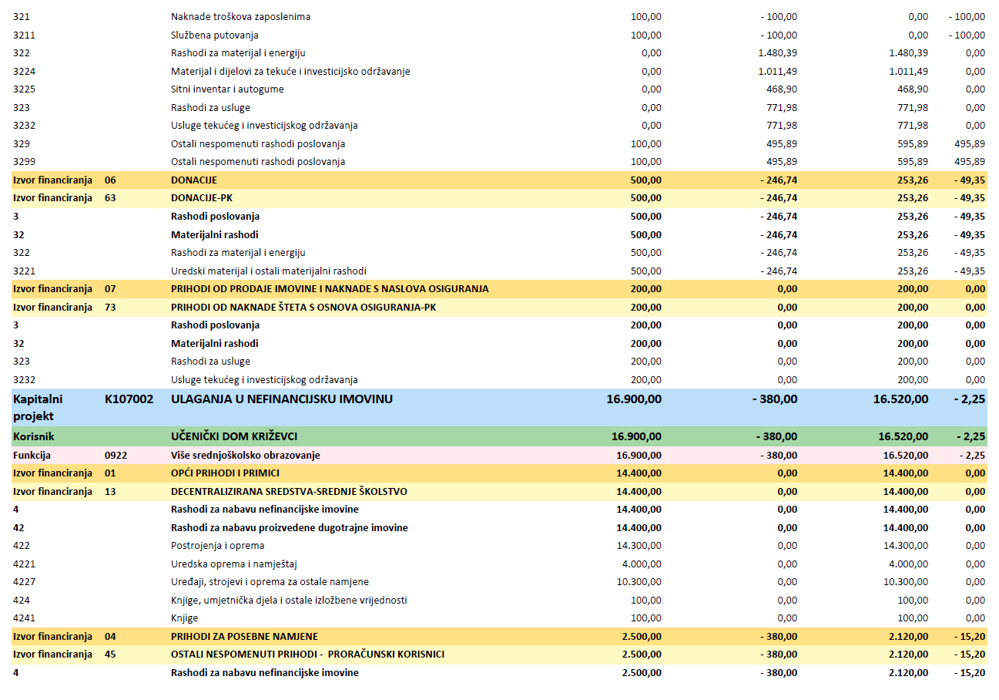 321 Naknade troškova zaposlenima 100,00 - 100,00 0,00 - 100,00
3211 Službena putovanja 100,00 - 100,00 0,00 - 100,00
322 Rashodi za materijal i energiju 0,00 1.480,39 1.480,39 0,00
3224 Materijal i dijelovi za tekuće i investicijsko održavanje 0,00 1.011,49 1.011,49 0,00
3225 Sitni inventar i autogume 0,00 468,90 468,90 0,00
323 Rashodi za usluge 0,00 771,98 771,98 0,00
3232 Usluge tekućeg i investicijskog održavanja 0,00 771,98 771,98 0,00
329 Ostali nespomenuti rashodi poslovanja 100,00 495,89 595,89 495,89
3299 Ostali nespomenuti rashodi poslovanja 100,00 495,89 595,89 495,89
Izvor financiranja 06 DONACIJE 500,00 - 246,74 253,26 - 49,35
Izvor financiranja 63 DONACIJE-PK 500,00 - 246,74 253,26 - 49,35
3 Rashodi poslovanja 500,00 - 246,74 253,26 - 49,35
32 Materijalni rashodi 500,00 - 246,74 253,26 - 49,35
322 Rashodi za materijal i energiju 500,00 - 246,74 253,26 - 49,35
3221 Uredski materijal i ostali materijalni rashodi 500,00 - 246,74 253,26 - 49,35
Izvor financiranja 07 PRIHODI OD PRODAJE IMOVINE I NAKNADE S NASLOVA OSIGURANJA 200,00 0,00 200,00 0,00
Izvor financiranja 73 PRIHODI OD NAKNADE ŠTETA S OSNOVA OSIGURANJA-PK 200,00 0,00 200,00 0,00
3 Rashodi poslovanja 200,00 0,00 200,00 0,00
32 Materijalni rashodi 200,00 0,00 200,00 0,00
323 Rashodi za usluge 200,00 0,00 200,00 0,00
3232 Usluge tekućeg i investicijskog održavanja 200,00 0,00 200,00 0,00
Kapitalni K107002 ULAGANJA U NEFINANCIJSKU IMOVINU 16.900,00 - 380,00 16.520,00 - 2,25
projekt
Korisnik UČENIČKI DOM KRIŽEVCI 16.900,00 - 380,00 16.520,00 - 2,25
Funkcija 0922 Više srednjoškolsko obrazovanje 16.900,00 - 380,00 16.520,00 - 2,25
Izvor financiranja 01 OPĆI PRIHODI I PRIMICI 14.400,00 0,00 14.400,00 0,00
Izvor financiranja 13 DECENTRALIZIRANA SREDSTVA-SREDNJE ŠKOLSTVO 14.400,00 0,00 14.400,00 0,00
4 Rashodi za nabavu nefinancijske imovine 14.400,00 0,00 14.400,00 0,00
42 Rashodi za nabavu proizvedene dugotrajne imovine 14.400,00 0,00 14.400,00 0,00
422 Postrojenja i oprema 14.300,00 0,00 14.300,00 0,00
4221 Uredska oprema i namještaj 4.000,00 0,00 4.000,00 0,00
4227 Uređaji, strojevi i oprema za ostale namjene 10.300,00 0,00 10.300,00 0,00
424 Knjige, umjetnička djela i ostale izložbene vrijednosti 100,00 0,00 100,00 0,00
4241 Knjige 100,00 0,00 100,00 0,00
Izvor financiranja 04 PRIHODI ZA POSEBNE NAMJENE 2.500,00 - 380,00 2.120,00 - 15,20
Izvor financiranja 45 OSTALI NESPOMENUTI PRIHODI - PRORAČUNSKI KORISNICI 2.500,00 - 380,00 2.120,00 - 15,20
4 Rashodi za nabavu nefinancijske imovine 2.500,00 - 380,00 2.120,00 - 15,20